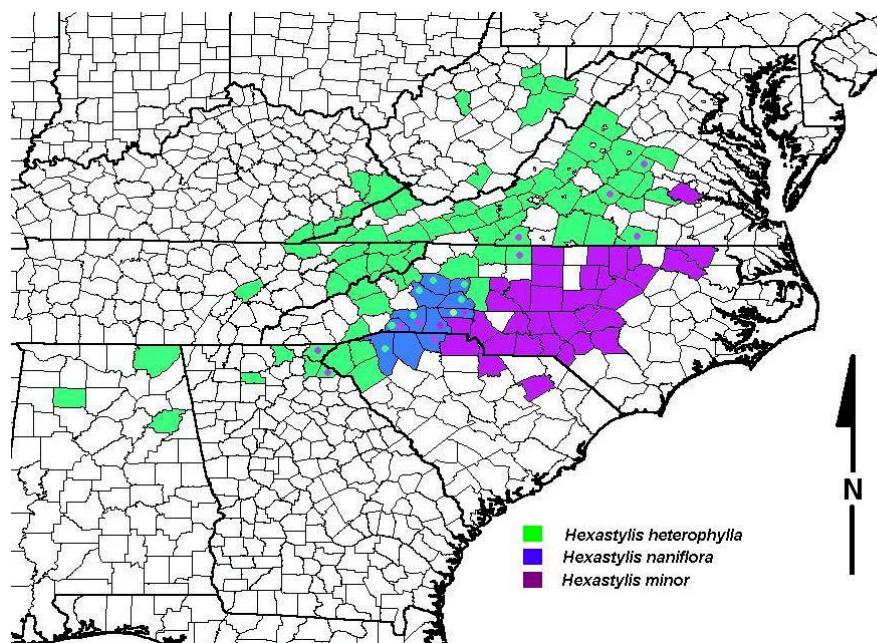 N
Hexastylis heterophylla
Hexastylis naniflora
Hexastylis minor